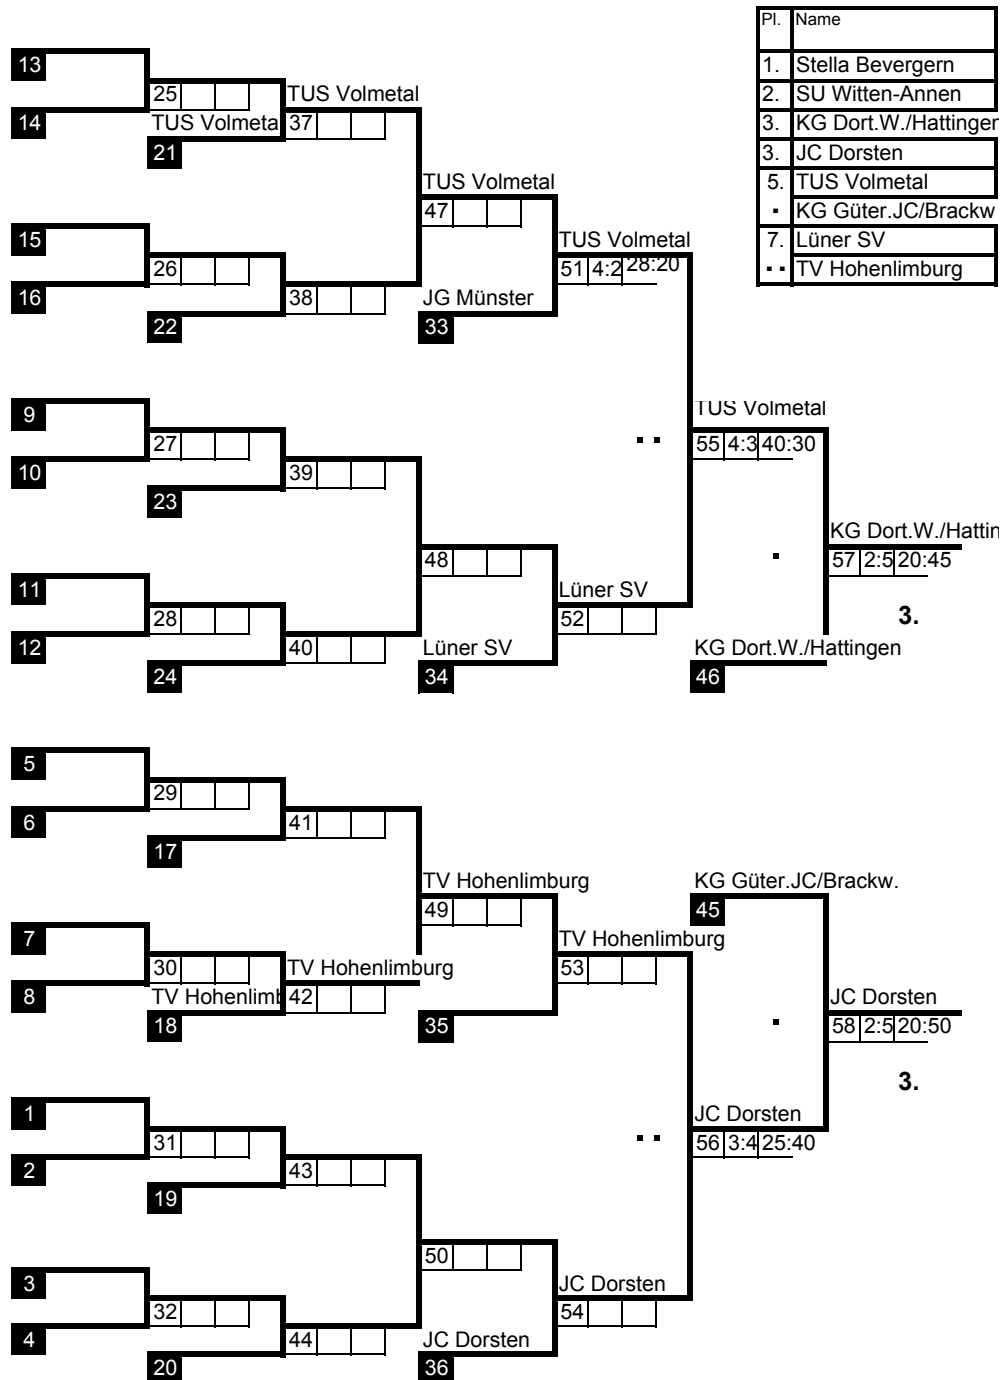 Pl. Name
1. Stella Bevergern
2. SU Witten-Annen
3. KG Dort.W./Hattingen
3. JC Dorsten
5. TUS Volmetal
. KG Güter.JC/Brackw
7. Lüner SV
.. TV Hohenlimburg
13
25 TUS Volmetal
14 TUS Volmetal 37
21
TUS Volmetal
47
15 TUS Volmetal
26 51 4:2 28:20
16 38 JG Münster
22 33
9 TUS Volmetal
27 .. 55 4:3 40:30
10 39
23
KG Dort.W./Hattin
48 . 57 2:5 20:45
11 Lüner SV
28 52 3.
12 40 Lüner SV KG Dort.W./Hattingen
24 34 46
5
29
6 41
17
TV Hohenlimburg KG Güter.JC/Brackw.
49 45
7 TV Hohenlimburg
30 TV Hohenlimburg 53
8 TV Hohenlimb 42 JC Dorsten
18 35 . 58 2:5 20:50
3.
1 JC Dorsten
31 .. 56 3:4 25:40
2 43
19
50
3 JC Dorsten
32 54
4 44 JC Dorsten
20 36